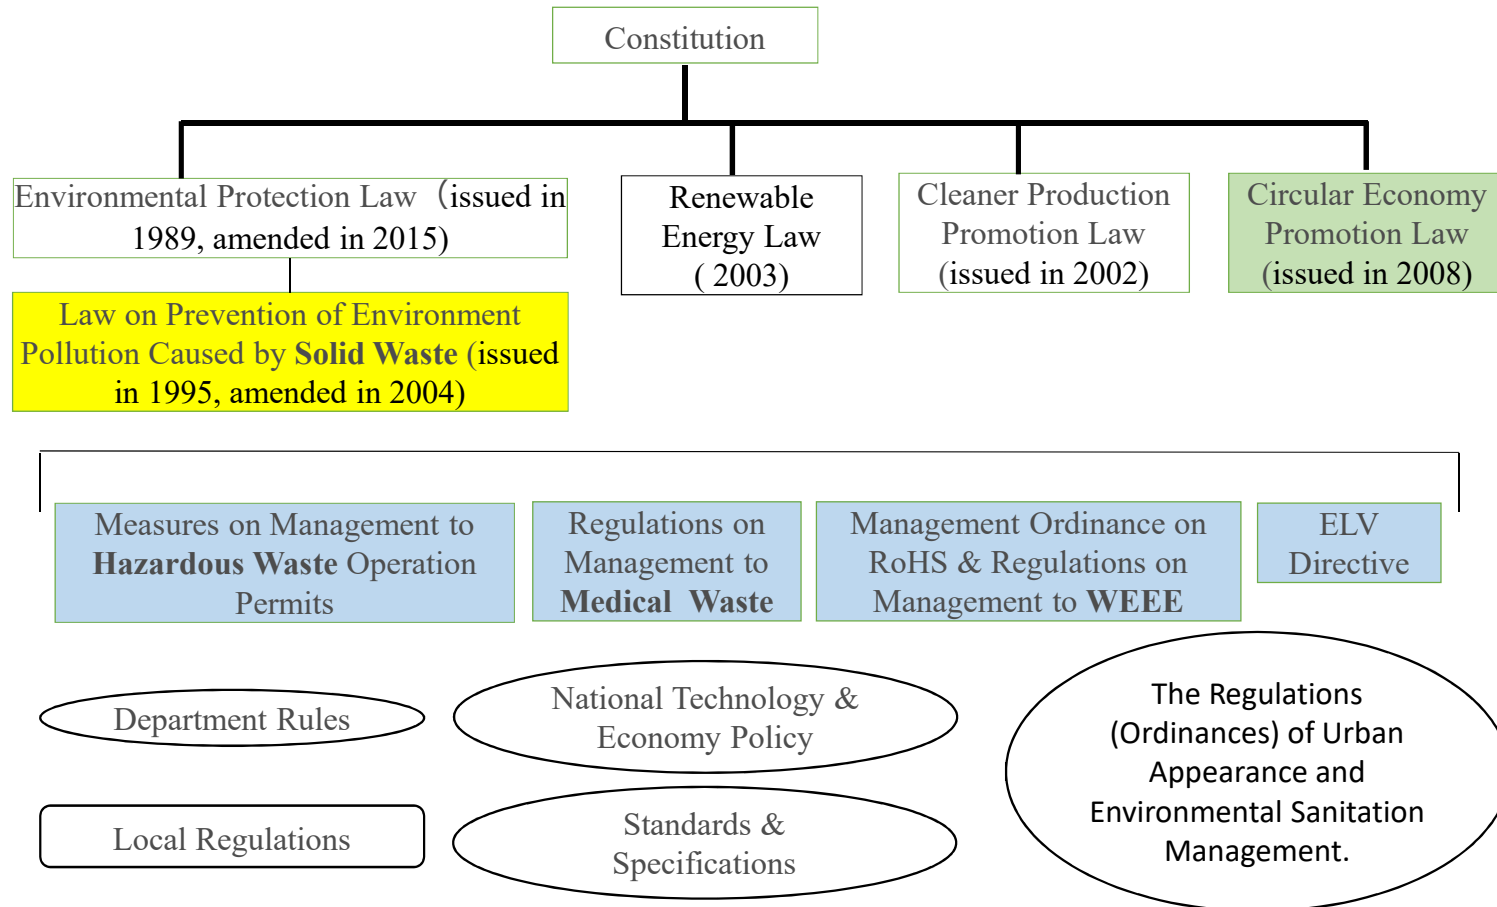 Constitution
Environmental Protection Law（issued in
1989, amended in 2015)
Renewable
Energy Law
( 2003)
Cleaner Production
Promotion Law
(issued in 2002)
Circular Economy
Promotion Law
(issued in 2008)
Law on Prevention of Environment
Pollution Caused by Solid Waste (issued
in 1995, amended in 2004)
Measures on Management to
Hazardous Waste Operation
Permits
Regulations on
Management to
Medical Waste
Management Ordinance on
RoHS & Regulations on
Management to WEEE
ELV
Directive
Department Rules
National Technology &
Economy Policy
The Regulations
(Ordinances) of Urban
Appearance and
Environmental Sanitation
Management.
Local Regulations
Standards &
Specifications